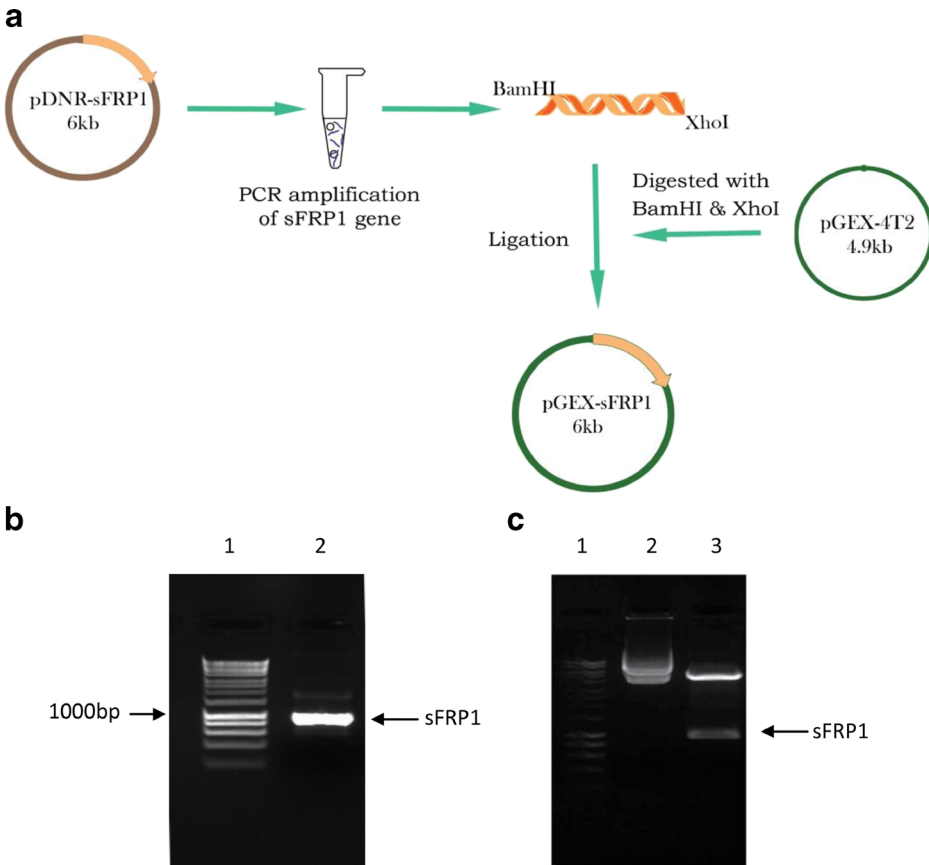 a
pDNR-sFRP1
6kb
PCR amplification
of sFRP1 gene
BamHI
XhoI
Digested with
BamHI & XhoI
Ligation
pGEX-4T2
4.9kb
pGEX-sFRP1
6kb
b
1 2
1000bp
sFRP1
c
1 2 3
sFRP1